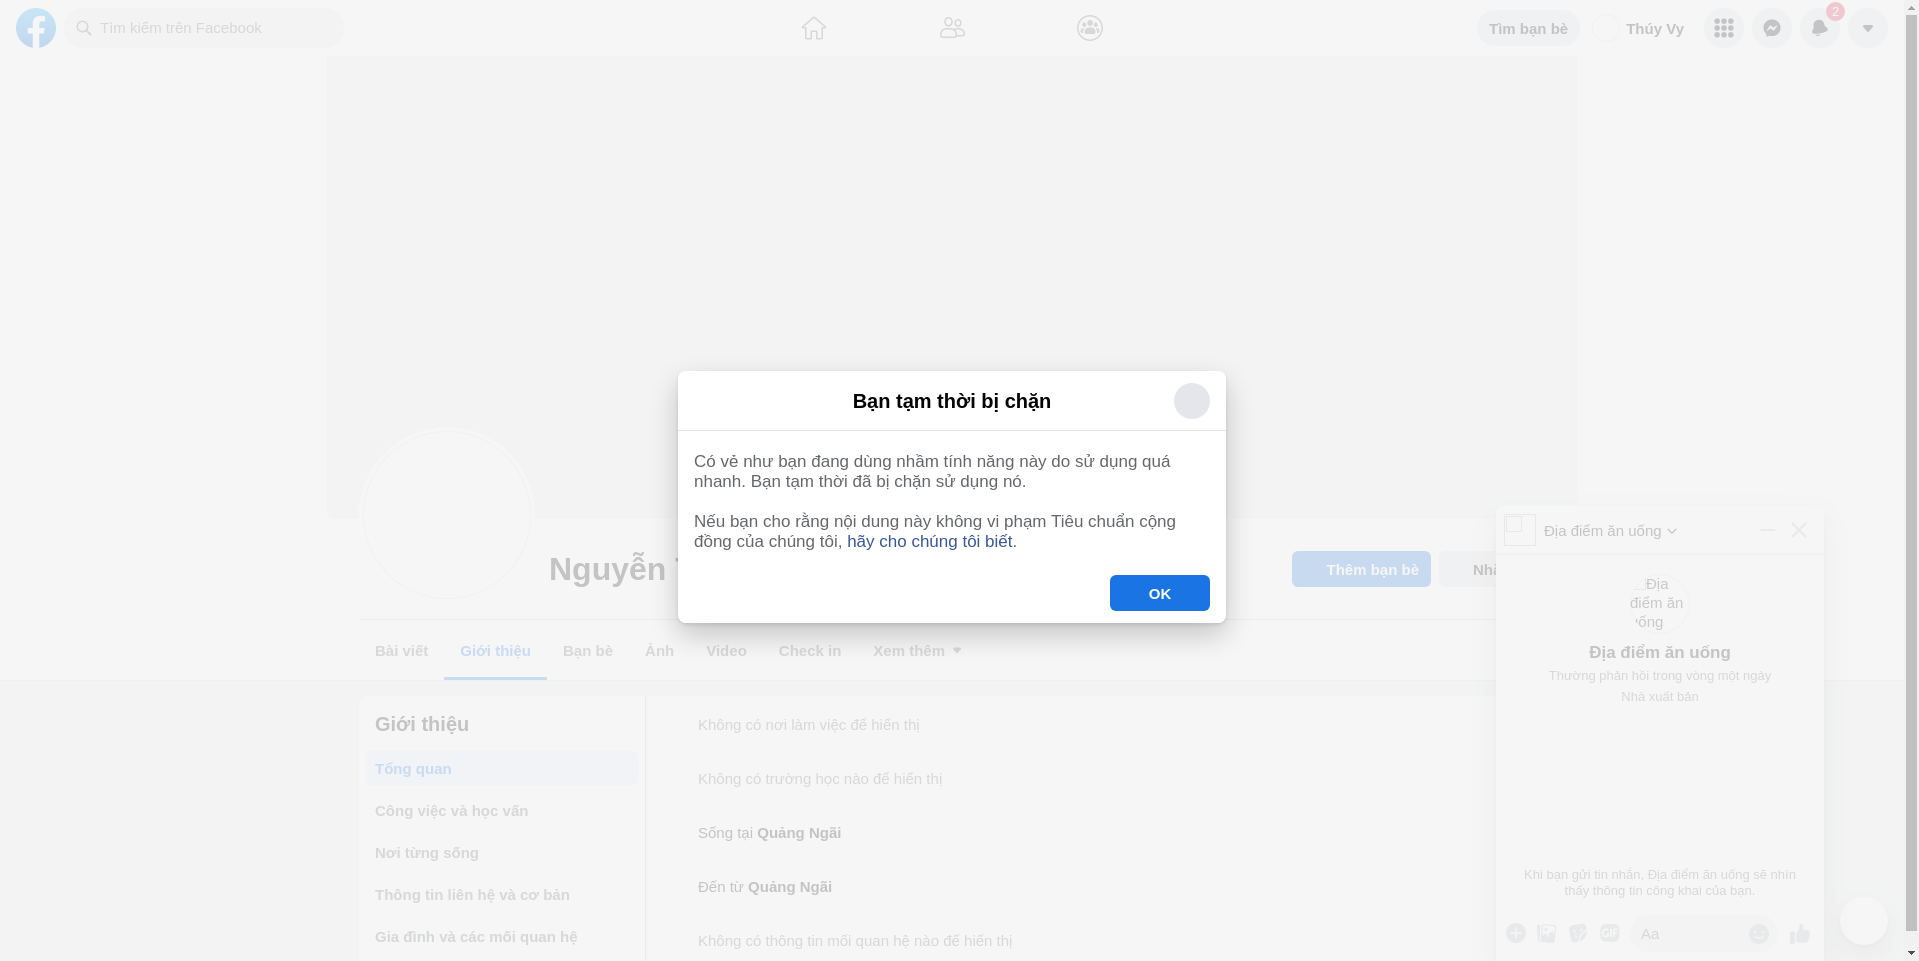 Tìm kiếm trên Facebook
Tìm bạn bè
Thúy Vy
2
Bạn tạm thời bị chặn
Có vẻ như bạn đang dùng nhầm tính năng này do sử dụng quá
nhanh. Bạn tạm thời đã bị chặn sử dụng nó.
Nếu bạn cho rằng nội dung này không vi phạm Tiêu chuẩn cộng
đồng của chúng tôi, hãy cho chúng tôi biết.
OK
Nguyễn
Thêm bạn bè
Bài viết
Giới thiệu
Bạn bè
Ảnh
Video
Check in
Xem thêm
Giới thiệu
Tổng quan
Công việc và học vấn
Nơi từng sống
Thông tin liên hệ và cơ bản
Gia đình và các mối quan hệ
Không có nơi làm việc để hiển thị
Không có trường học nào để hiển thị
Sống tại Quảng Ngãi
Đến từ Quảng Ngãi
Không có thông tin mối quan hệ nào để hiển thị
Địa điểm ăn uống
Địa
điểm ăn
uống
Địa điểm ăn uống
Thường phản hồi trong vòng một ngày
Nhà xuất bản
Khi bạn gửi tin nhắn, Địa điểm ăn uống sẽ nhìn
thấy thông tin công khai của bạn.
GIF
Aa